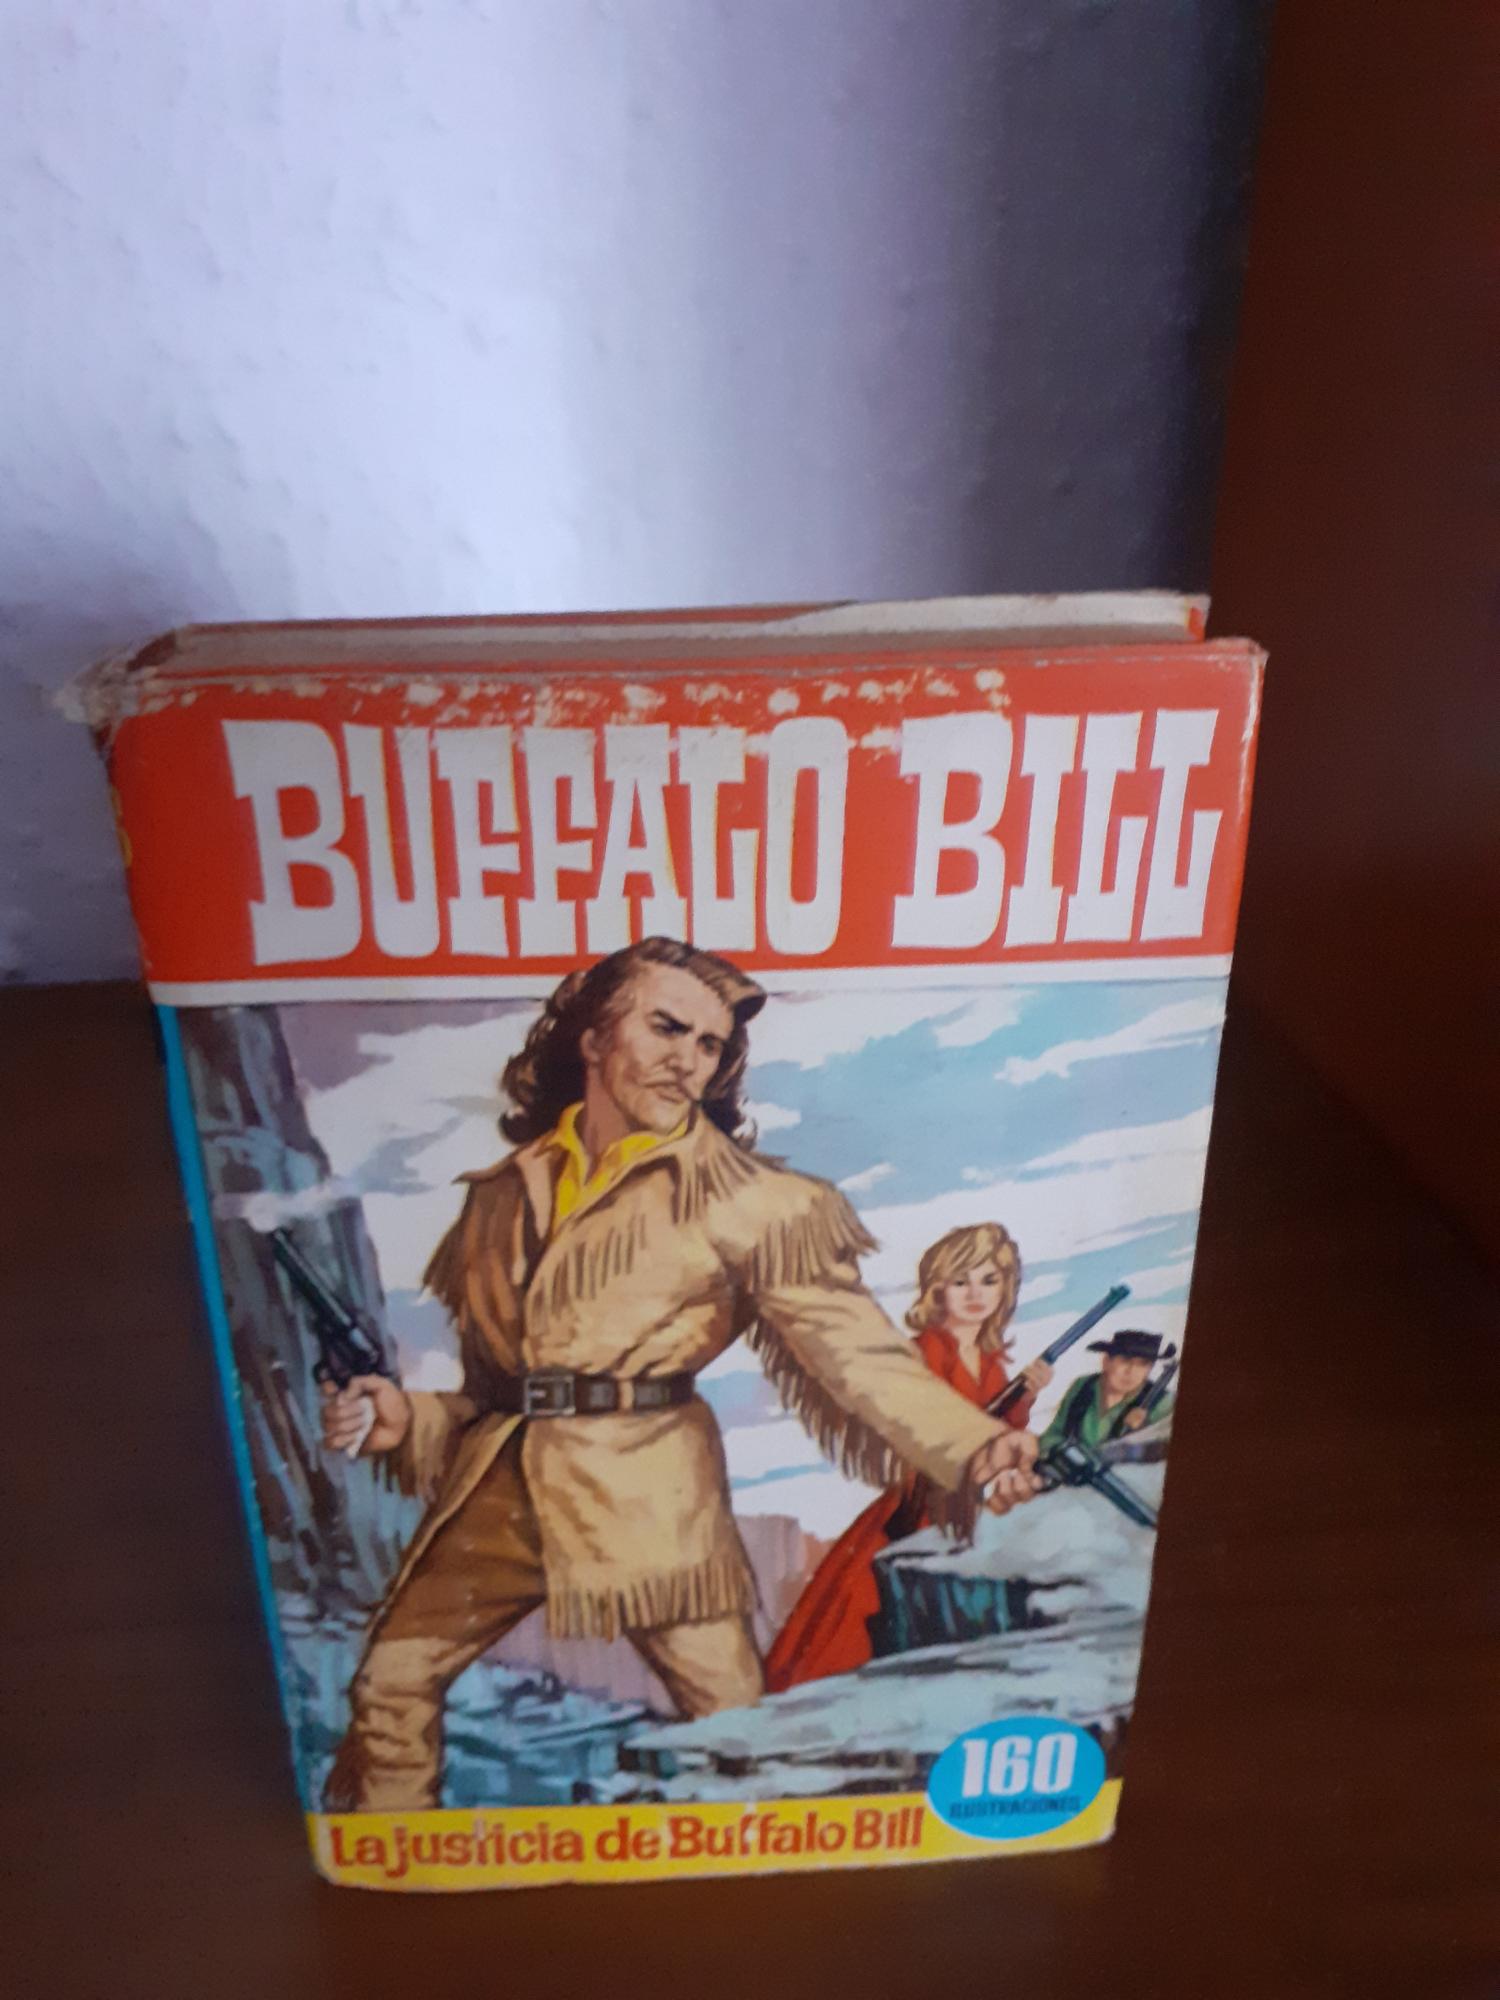 BUFFALO BILL
160
ILUSTRACIONES
La justicia de Buffalo Bill